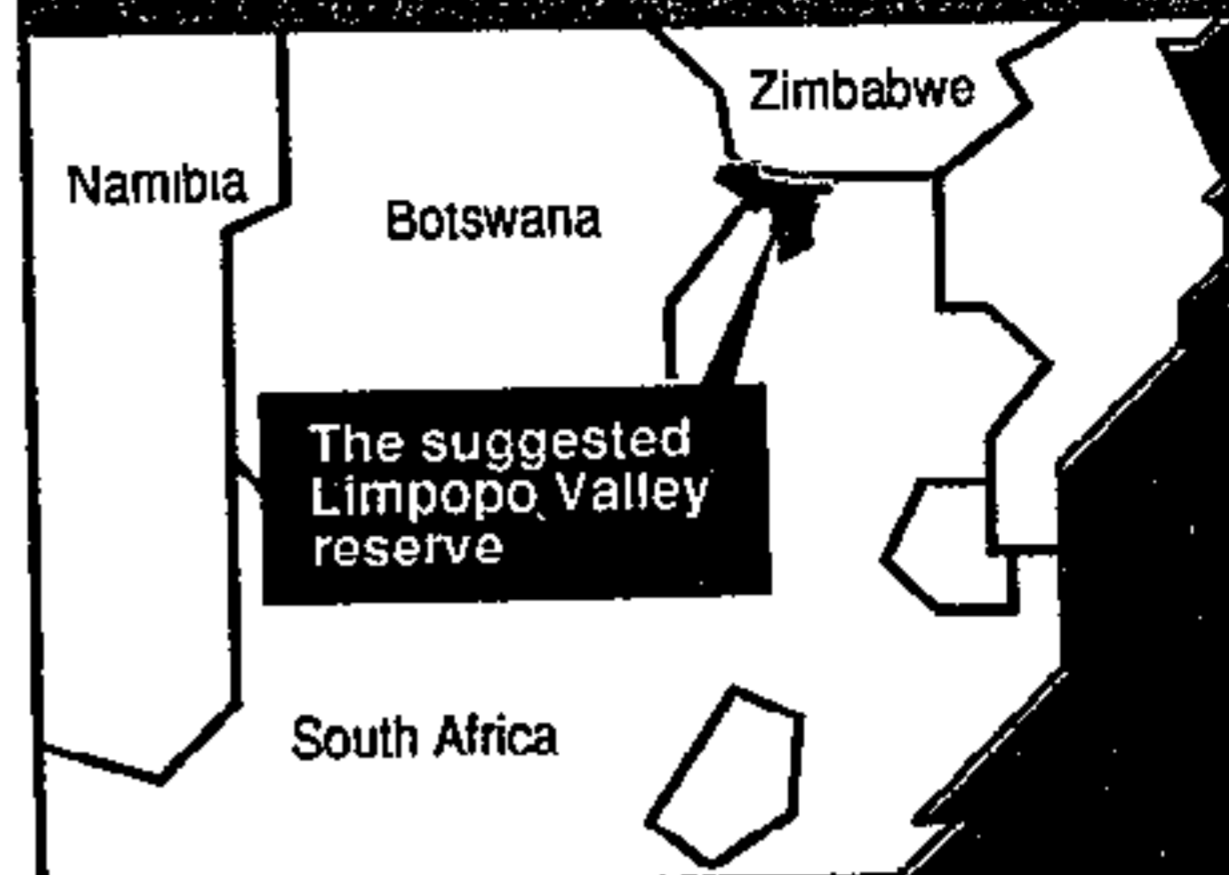 Zimbabwe
Namibia
Botswana
The suggested
Limpopo Valley
reserve
South Africa